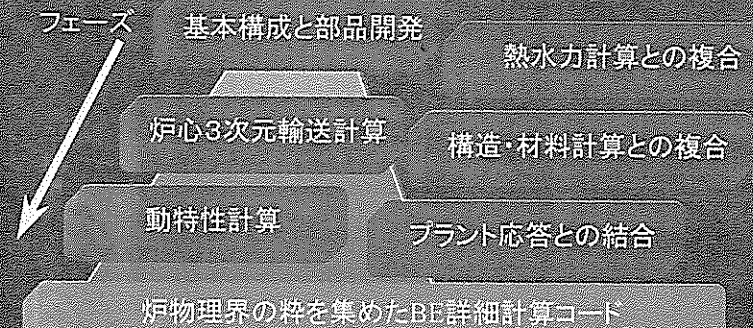 フェーズ
基本構成と部品開発
熱水力計算との複合
炉心3次元輸送計算
構造・材料計算との複合
動特性計算
プラント応答との結合
炉物理界の粋を集めたBE詳細計算コード